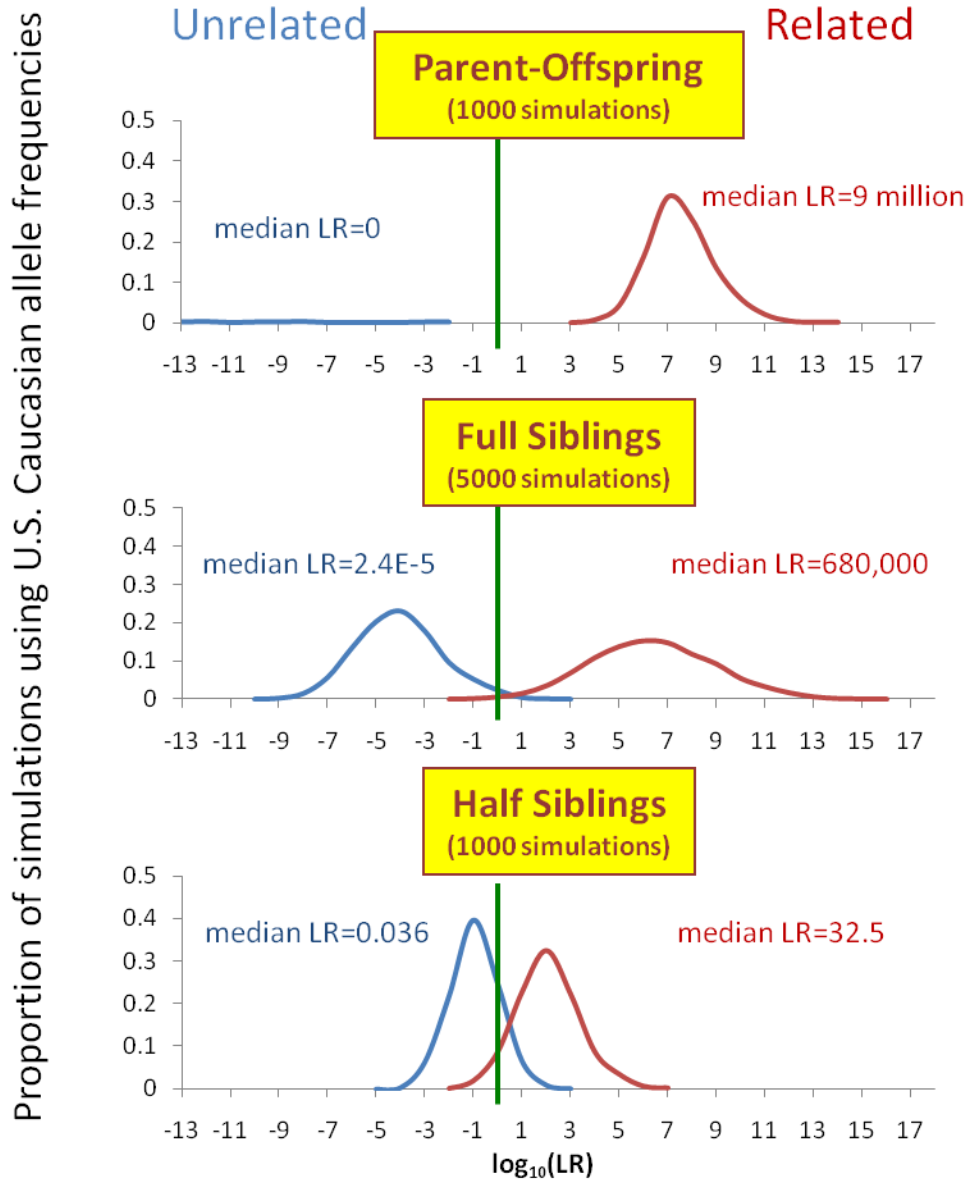 Proportion of simulations using U.S. Caucasian allele frequencies
Unrelated
Related
Parent-Offspring
(1000 simulations)
0.5
0.4
0.3
0.2
0.1
0
median LR=0
median LR=9 million
-13 -11 -9 -7 -5 -3 -1 1 3 5 7 9 11 13 15 17
Full Siblings
(5000 simulations)
0.5
0.4
0.3
0.2
0.1
0
median LR=2.4E-5
median LR=680,000
-13 -11 -9 -7 -5 -3 -1 1 3 5 7 9 11 13 15 17
Half Siblings
(1000 simulations)
0.5
0.4
0.3
0.2
0.1
0
median LR=0.036
median LR=32.5
-13 -11 -9 -7 -5 -3 -1 1 3 5 7 9 11 13 15 17
log₁₀(LR)